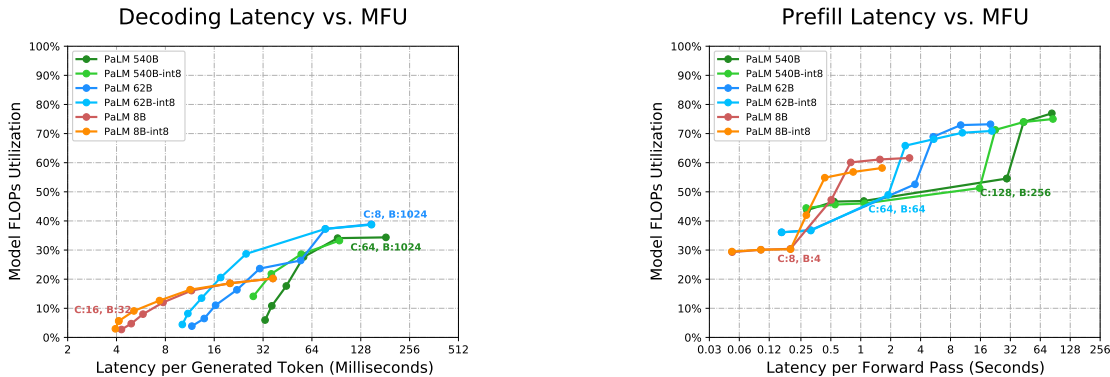 Decoding Latency vs. MFU
100%
90%
80%
70%
60%
50%
40%
30%
20%
10%
0%
Model FLOPs Utilization
PaLM 540B
PaLM 540B-int8
PaLM 62B
PaLM 62B-int8
PaLM 8B
PaLM 8B-int8
C:8, B:1024
C:64, B:1024
C:16, B:32
2 4 8 16 32 64 128 256 512
Latency per Generated Token (Milliseconds)
Prefill Latency vs. MFU
100%
90%
80%
70%
60%
50%
40%
30%
20%
10%
0%
Model FLOPs Utilization
PaLM 540B
PaLM 540B-int8
PaLM 62B
PaLM 62B-int8
PaLM 8B
PaLM 8B-int8
C:128, B:256
C:64, B:64
C:8, B:4
0.03 0.06 0.12 0.25 0.5 1 2 4 8 16 32 64 128 256
Latency per Forward Pass (Seconds)